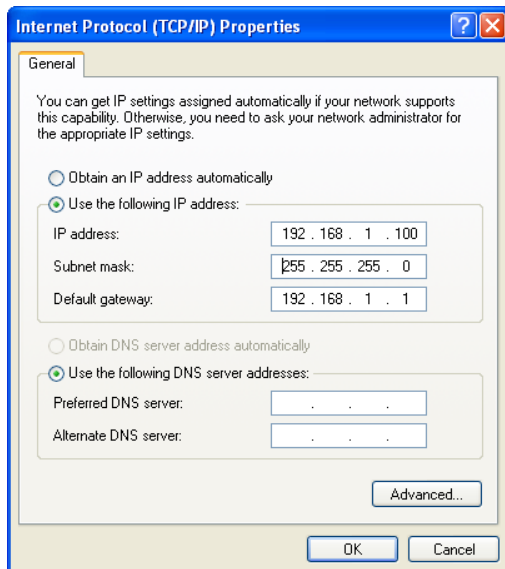 Internet Protocol (TCP/IP) Properties
General
You can get IP settings assigned automatically if your network supports
this capability. Otherwise, you need to ask your network administrator for
the appropriate IP settings.
Obtain an IP address automatically
Use the following IP address:
IP address: 192 . 168 . 1 . 100
Subnet mask: 255 . 255 . 255 . 0
Default gateway: 192 . 168 . 1 . 1
Obtain DNS server address automatically
Use the following DNS server addresses:
Preferred DNS server: . . .
Alternate DNS server: . . .
Advanced...
OK Cancel